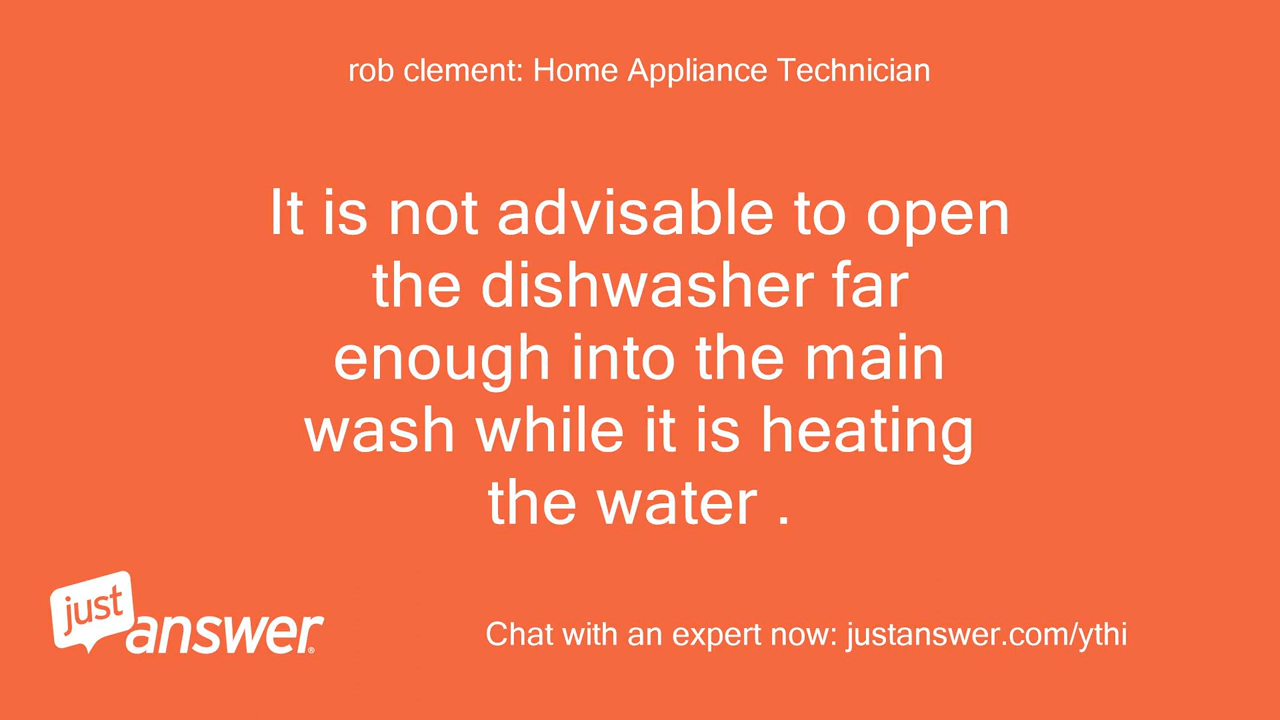 rob clement: Home Appliance Technician
It is not advisable to open
the dishwasher far
enough into the main
wash while it is heating
the water .
just
answer®
Chat with an expert now: justanswer.com/ythi